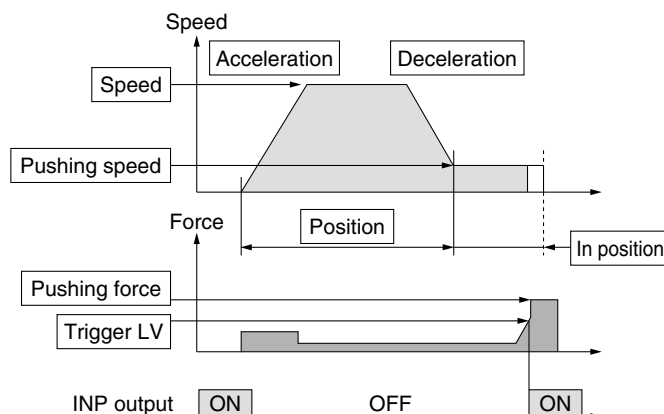 Speed
Acceleration
Deceleration
Speed
Pushing speed
Force
Position
In position
Pushing force
Trigger LV
INP output ON OFF ON